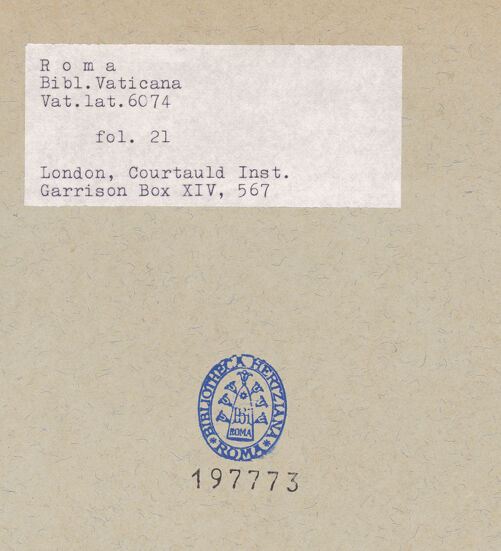 R o m a
Bibl.Vaticana
Vat.lat.6074
fol. 21
London, Courtauld Inst.
Garrison Box XIV, 567
BIBLIOTHECA HERTZIANA
BHi
ROMA
* ROMA *
197773